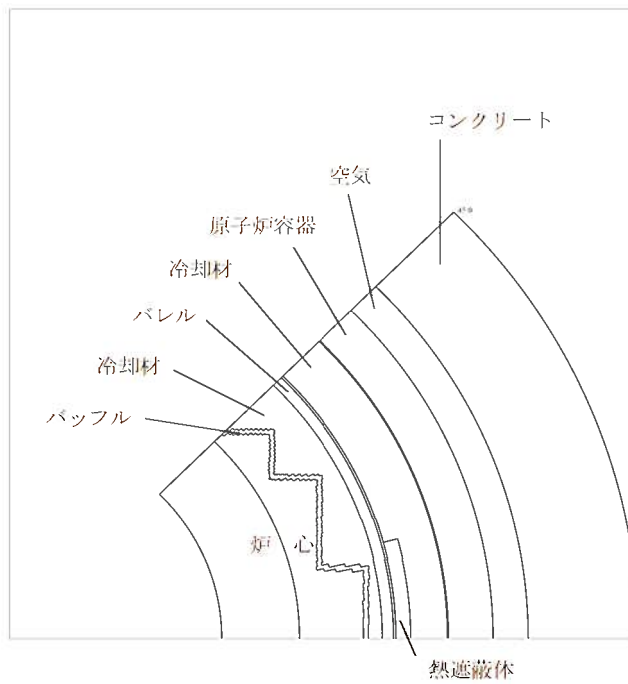 コンクリート
空気
原子炉容器
冷却材
バレル
冷却材
バッフル
炉 心
熱遮蔽体